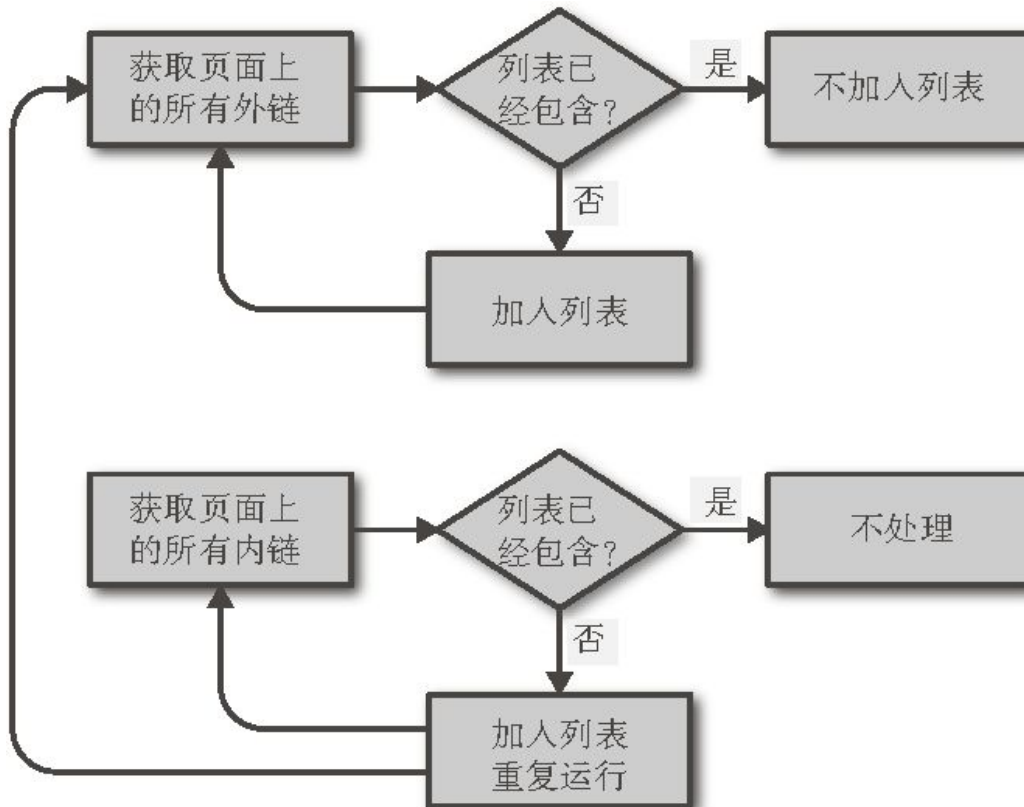 获取页面上
的所有外链
列表已
经包含?
是
不加入列表
否
加入列表
获取页面上
的所有内链
列表已
经包含?
是
不处理
否
加入列表
重复运行